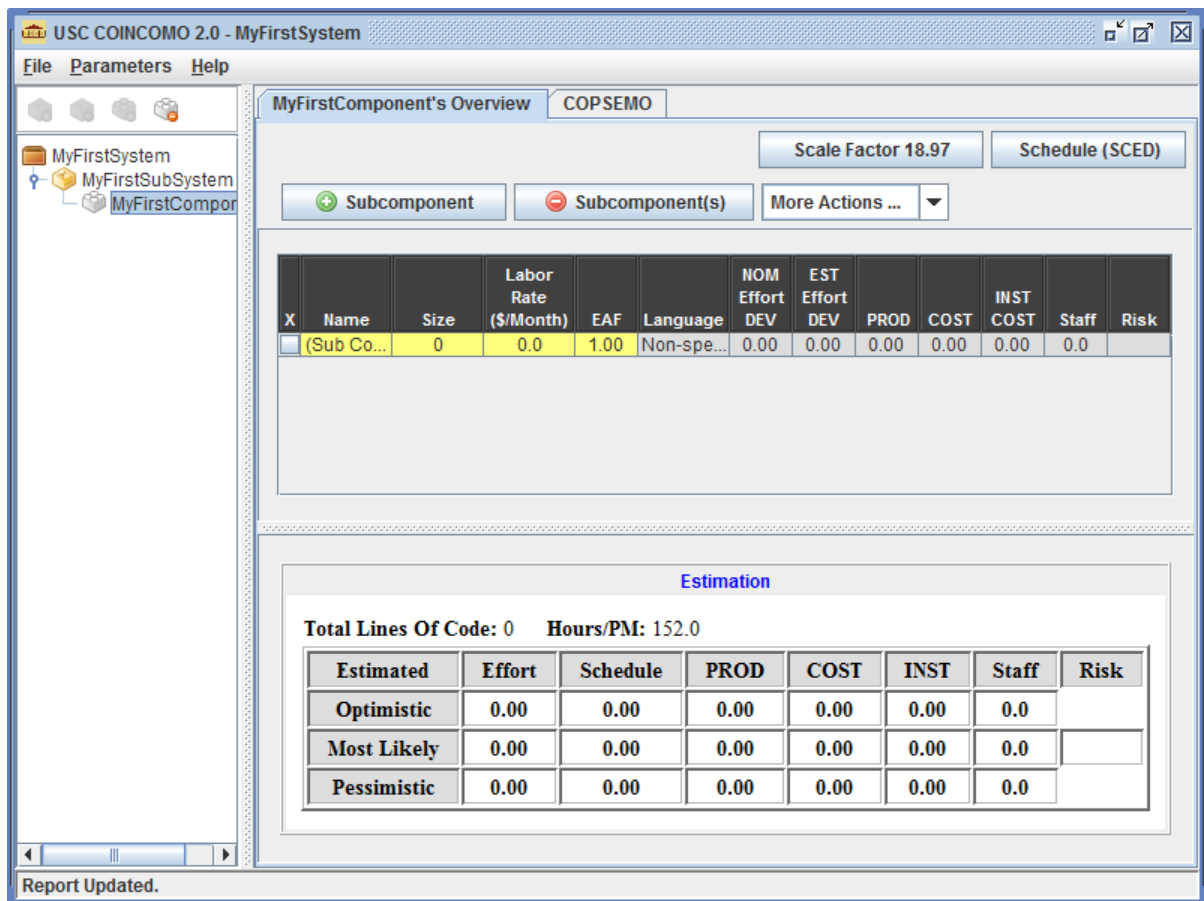 USC COINCOMO 2.0 - MyFirstSystem
File Parameters Help
MyFirstSystem
MyFirstSubSystem
MyFirstCompor
MyFirstComponent's Overview COPSEMO
Scale Factor 18.97 Schedule (SCED)
Subcomponent Subcomponent(s) More Actions ...
X Name Size Labor Rate ($/Month) EAF Language NOM Effort DEV EST Effort DEV PROD COST INST COST Staff Risk
(Sub Co... 0 0.0 1.00 Non-spe... 0.00 0.00 0.00 0.00 0.00 0.0
Estimation
Total Lines Of Code: 0 Hours/PM: 152.0
Estimated Effort Schedule PROD COST INST Staff Risk
Optimistic 0.00 0.00 0.00 0.00 0.00 0.0
Most Likely 0.00 0.00 0.00 0.00 0.00 0.0
Pessimistic 0.00 0.00 0.00 0.00 0.00 0.0
Report Updated.